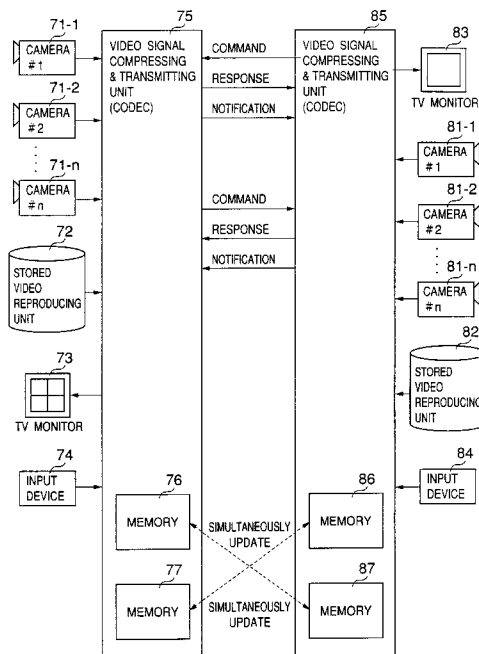 71-1
CAMERA
#1
71-2
CAMERA
#2
71-n
CAMERA
#n
72
STORED
VIDEO
REPRODUCING
UNIT
73
TV MONITOR
74
INPUT
DEVICE
75
VIDEO SIGNAL
COMPRESSING
& TRANSMITTING
UNIT
(CODEC)
76
MEMORY
77
MEMORY
COMMAND
RESPONSE
NOTIFICATION
COMMAND
RESPONSE
NOTIFICATION
SIMULTANEOUSLY
UPDATE
SIMULTANEOUSLY
UPDATE
85
VIDEO SIGNAL
COMPRESSING
& TRANSMITTING
UNIT
(CODEC)
86
MEMORY
87
MEMORY
83
TV MONITOR
81-1
CAMERA
#1
81-2
CAMERA
#2
81-n
CAMERA
#n
82
STORED
VIDEO
REPRODUCING
UNIT
84
INPUT
DEVICE